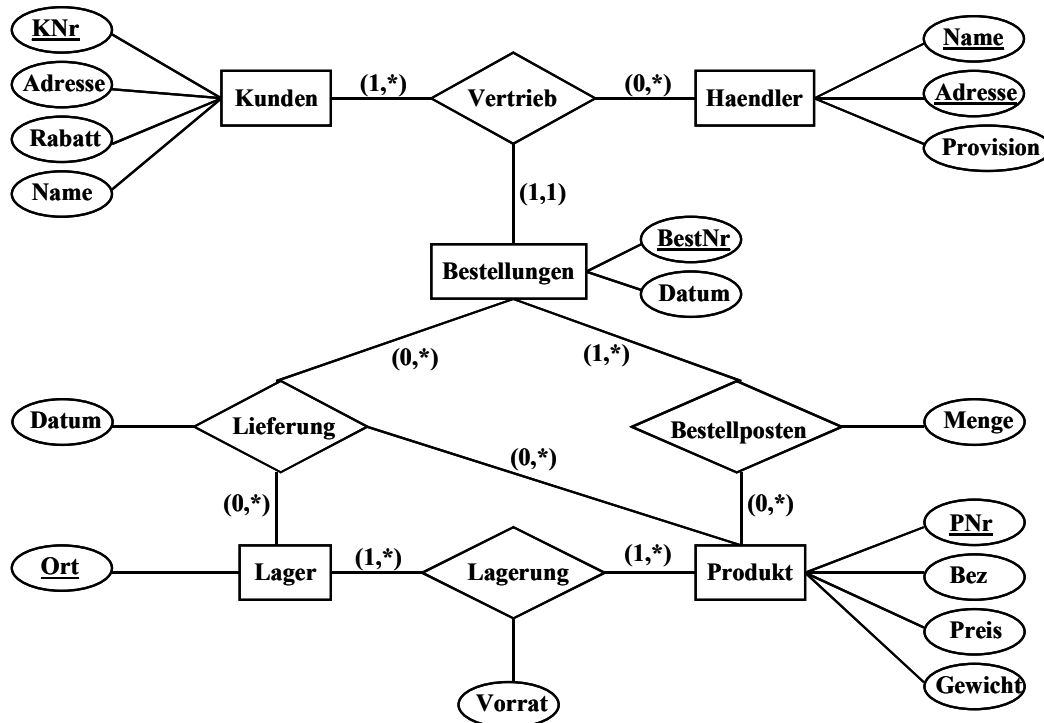 KNr
Name
Adresse
Kunden
(1,*)
Vertrieb
(0,*)
Haendler
Adresse
Rabatt
Provision
Name
(1,1)
BestNr
Bestellungen
Datum
(0,*)
(1,*)
Datum
Lieferung
Bestellposten
Menge
(0,*)
(0,*)
(0,*)
PNr
Ort
Lager
(1,*)
Lagerung
(1,*)
Produkt
Bez
Preis
Gewicht
Vorrat